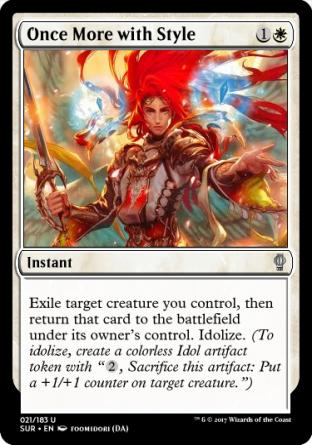 Once More with Style 1
Instant
Exile target creature you control, then
return that card to the battlefield
under its owner's control. Idolize. (To
idolize, create a colorless Idol artifact
token with “2, Sacrifice this artifact: Put
a +1/+1 counter on target creature.”)
021/183 U
SUR • EN FOOMIDORI (DA)
™ & © 2017 Wizards of the Coast